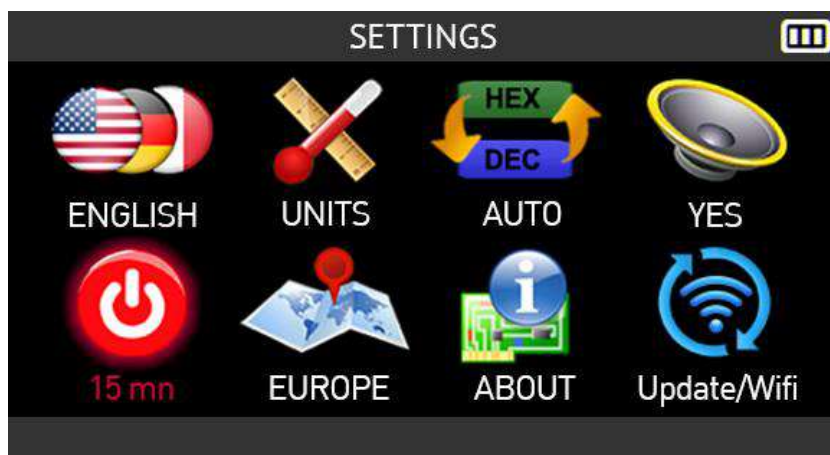 SETTINGS
HEX
DEC
ENGLISH UNITS AUTO YES
15 mn EUROPE ABOUT Update/Wifi